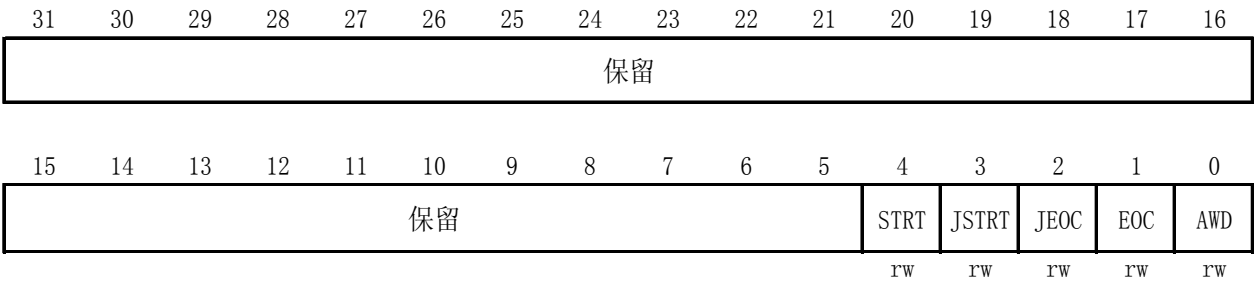 31 30 29 28 27 26 25 24 23 22 21 20 19 18 17 16
保留
15 14 13 12 11 10 9 8 7 6 5 4 3 2 1 0
保留 STRT JSTRT JEOC EOC AWD
rw rw rw rw rw